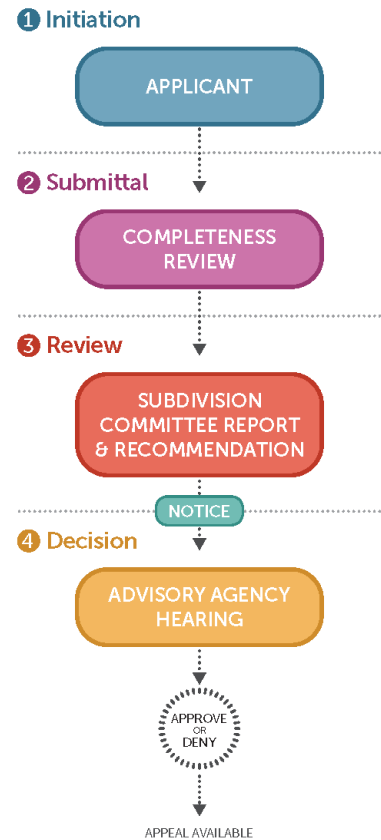 1 Initiation
APPLICANT
2 Submittal
COMPLETENESS
REVIEW
3 Review
SUBDIVISION
COMMITTEE REPORT
& RECOMMENDATION
NOTICE
4 Decision
ADVISORY AGENCY
HEARING
APPROVE
OR
DENY
APPEAL AVAILABLE